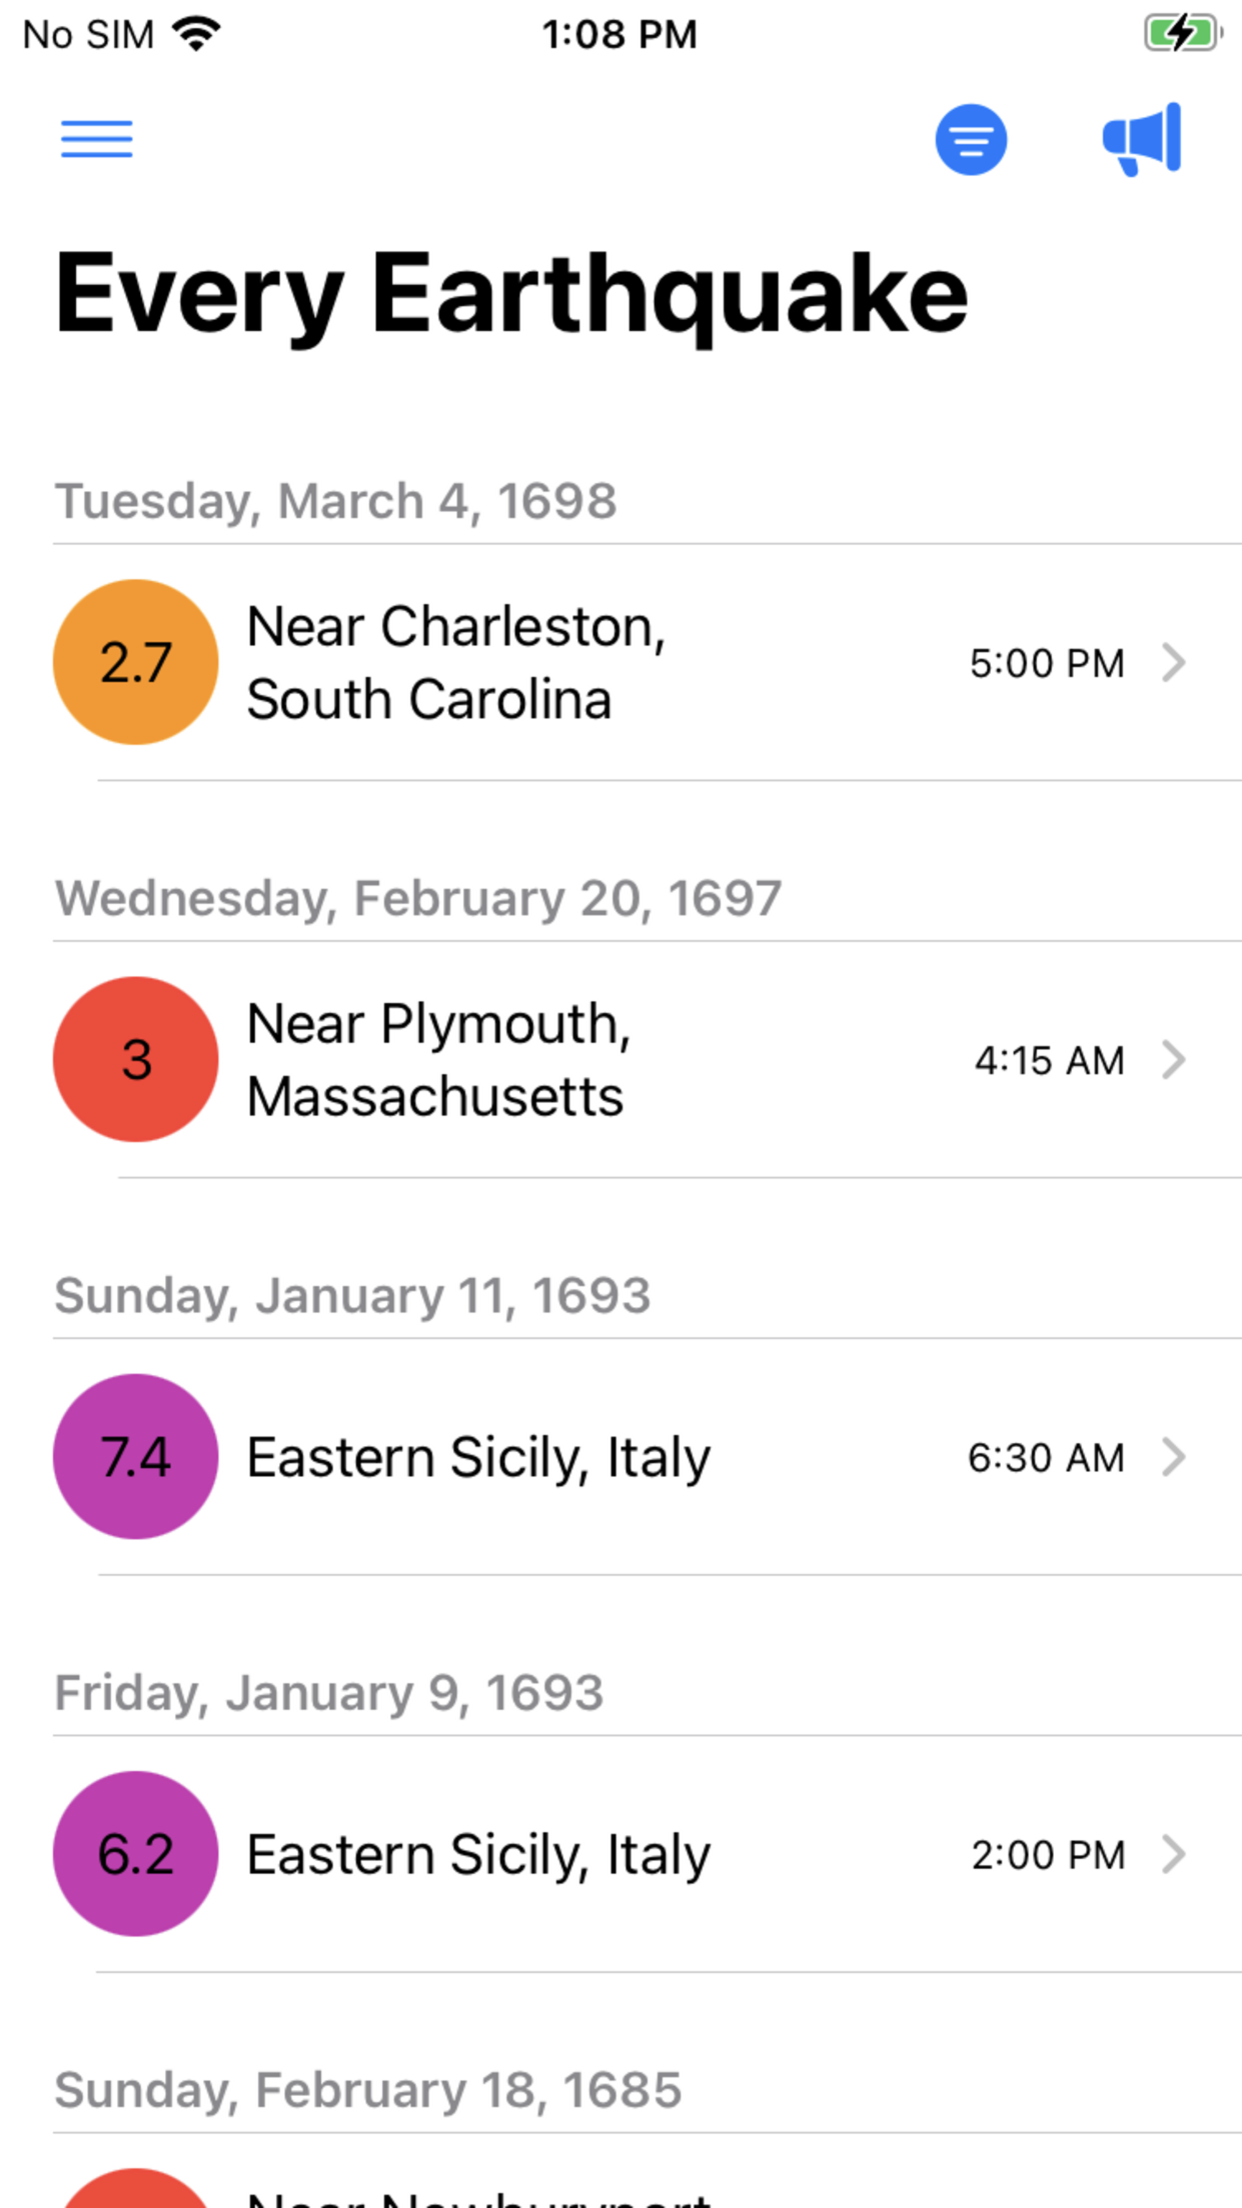 No SIM 1:08 PM
Every Earthquake
Tuesday, March 4, 1698
2.7 Near Charleston, South Carolina 5:00 PM
Wednesday, February 20, 1697
3 Near Plymouth, Massachusetts 4:15 AM
Sunday, January 11, 1693
7.4 Eastern Sicily, Italy 6:30 AM
Friday, January 9, 1693
6.2 Eastern Sicily, Italy 2:00 PM
Sunday, February 18, 1685
Near Newburyport